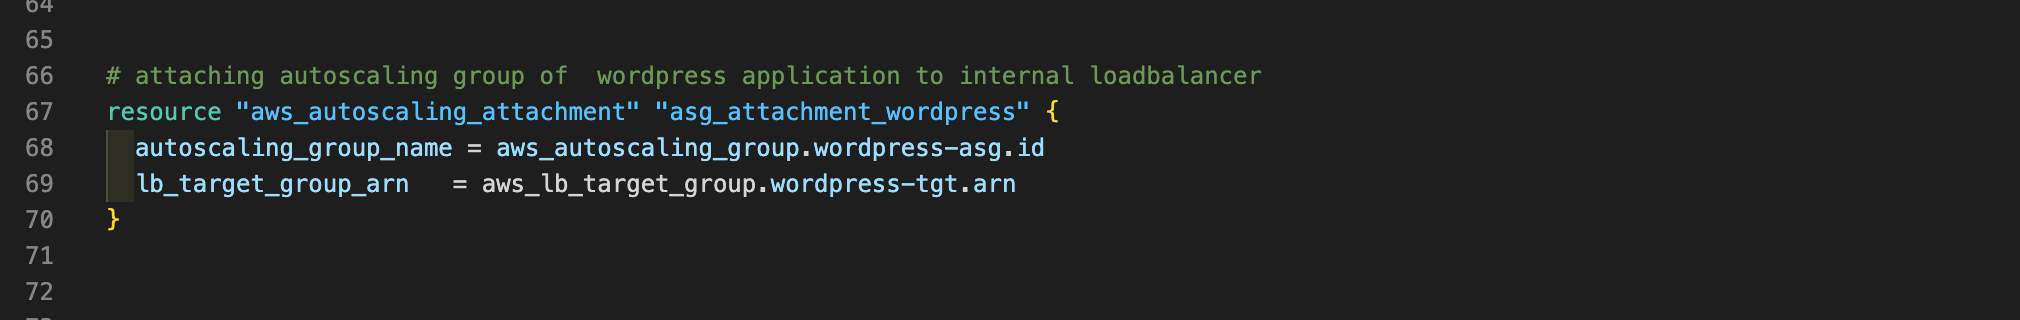 64
65
66 # attaching autoscaling group of  wordpress application to internal loadbalancer
67 resource "aws_autoscaling_attachment" "asg_attachment_wordpress" {
68   autoscaling_group_name = aws_autoscaling_group.wordpress-asg.id
69   lb_target_group_arn   = aws_lb_target_group.wordpress-tgt.arn
70 }
71
72